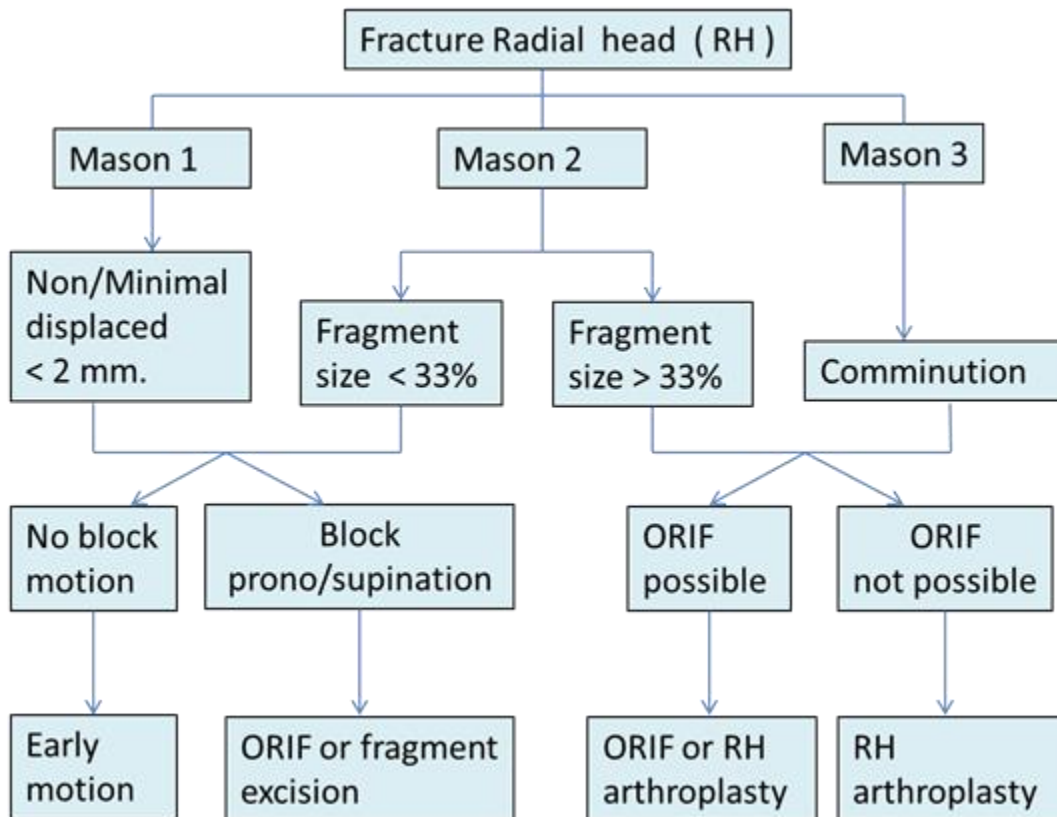 Fracture Radial head ( RH )
Mason 1
Mason 2
Mason 3
Non/Minimal
displaced
< 2 mm.
Fragment
size < 33%
Fragment
size > 33%
Comminution
No block
motion
Block
prono/supination
ORIF
possible
ORIF
not possible
Early
motion
ORIF or fragment
excision
ORIF or RH
arthroplasty
RH
arthroplasty